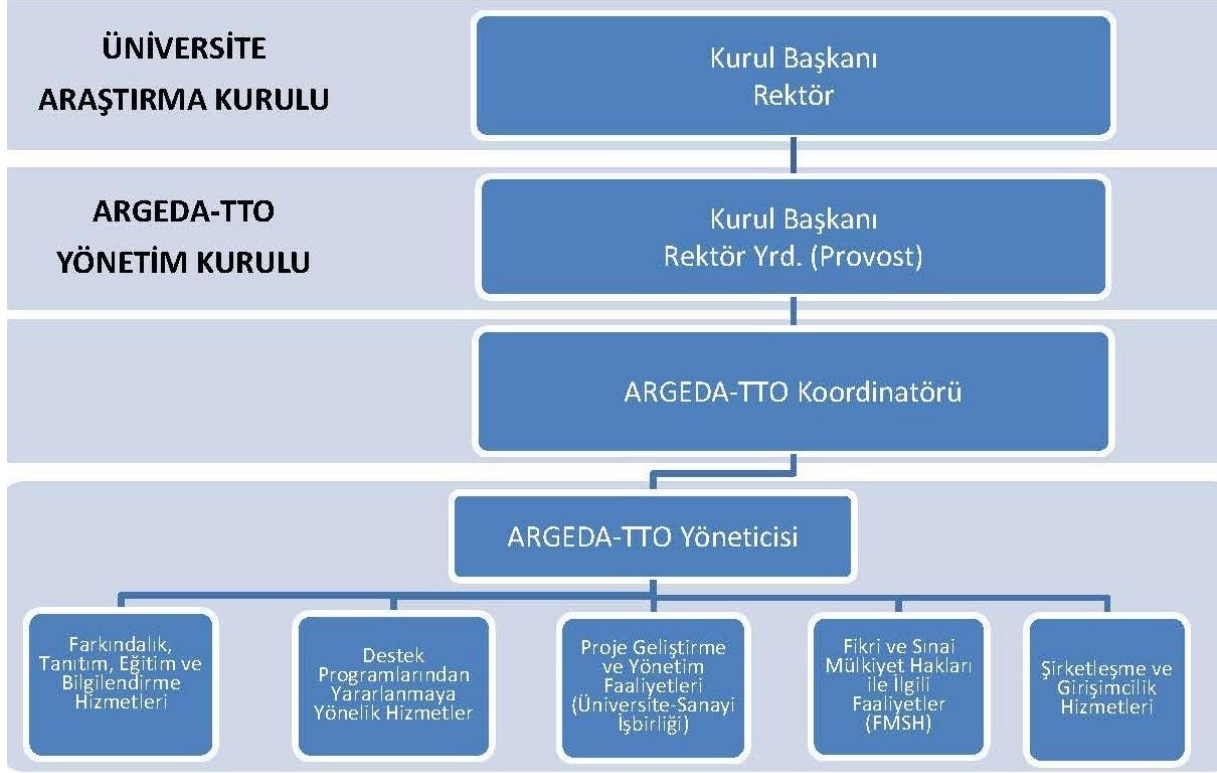 ÜNİVERSİTE
ARAŞTIRMA KURULU
Kurul Başkanı
Rektör
ARGEDA-TTO
YÖNETİM KURULU
Kurul Başkanı
Rektör Yrd. (Provost)
ARGEDA-TTO Koordinatörü
ARGEDA-TTO Yöneticisi
Farkındalık,
Tanıtım, Eğitim ve
Bilgilendirme
Hizmetleri
Destek
Programlarından
Yararlanmaya
Yönelik Hizmetler
Proje Geliştirme
ve Yönetim
Faaliyetleri
(Üniversite-Sanayi
İşbirliği)
Fikri ve Sınai
Mülkiyet Hakları
ile İlgili
Faaliyetler
(FMSH)
Şirketleşme ve
Girişimcilik
Hizmetleri